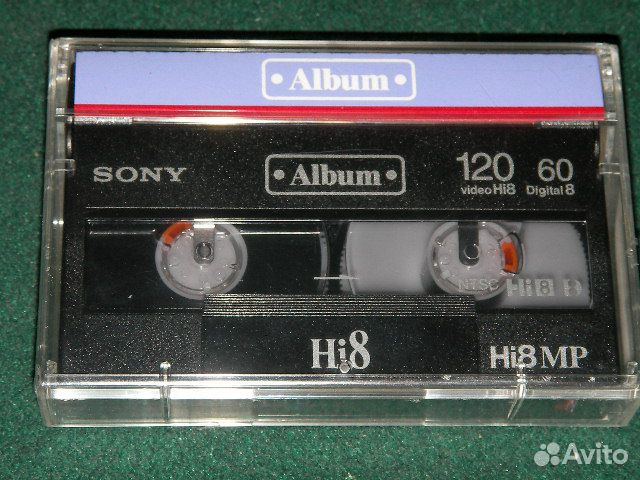 • Album •
SONY • Album • 120 60
video Hi8 Digital 8
NTSC Hi8
Hi8 Hi8 MP
Avito